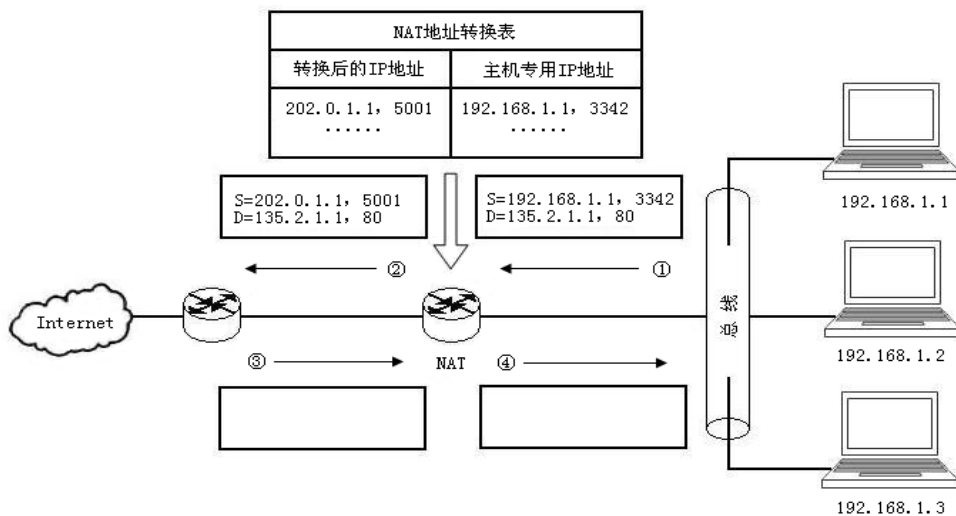 NAT地址转换表
转换后的IP地址
主机专用IP地址
202.0.1.1，5001
192.168.1.1，3342
······
······
S=202.0.1.1，5001
D=135.2.1.1，80
S=192.168.1.1，3342
D=135.2.1.1，80
192.168.1.1
②
①
Internet
总线
③
NAT
④
192.168.1.2
192.168.1.3